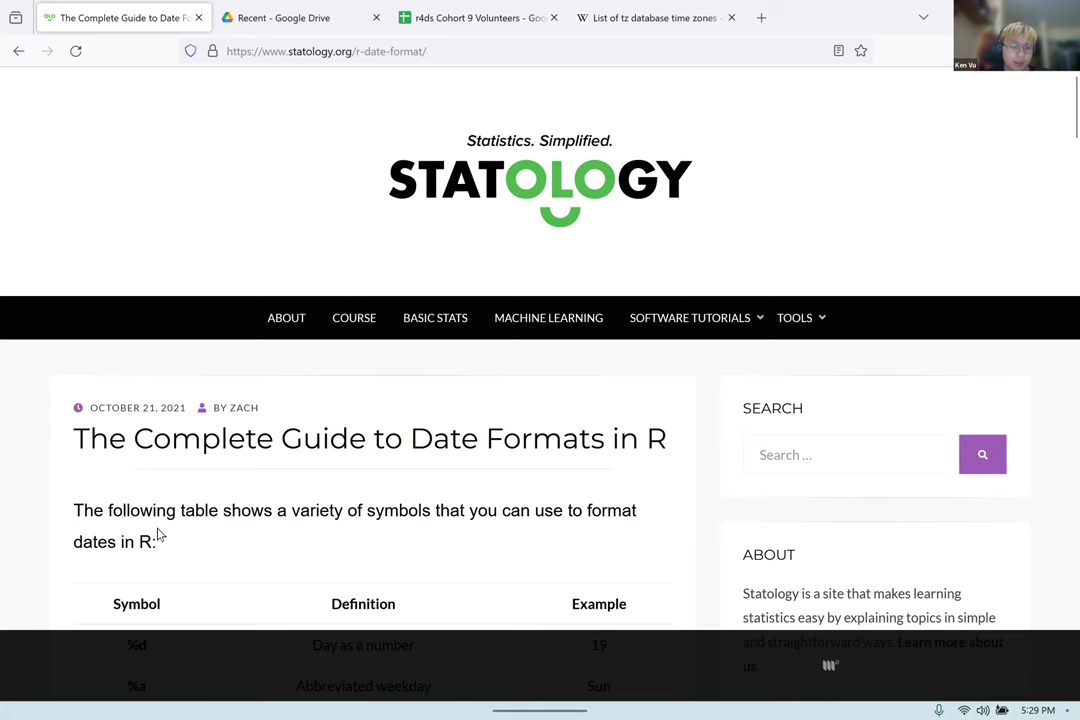 The Complete Guide to Date Fo
Recent - Google Drive
r4ds Cohort 9 Volunteers - Goo
List of tz database time zones -
https://www.statology.org/r-date-format/
Ken Vu
Statistics. Simplified.
STATOLOGY
ABOUT COURSE BASIC STATS MACHINE LEARNING SOFTWARE TUTORIALS TOOLS
OCTOBER 21, 2021 BY ZACH
The Complete Guide to Date Formats in R
The following table shows a variety of symbols that you can use to format
dates in R:
Symbol Definition Example
%d Day as a number 19
%a Abbreviated weekday Sun
SEARCH
Search …
ABOUT
Statology is a site that makes learning
statistics easy by explaining topics in simple
and straightforward ways. Learn more about
us.
5:29 PM